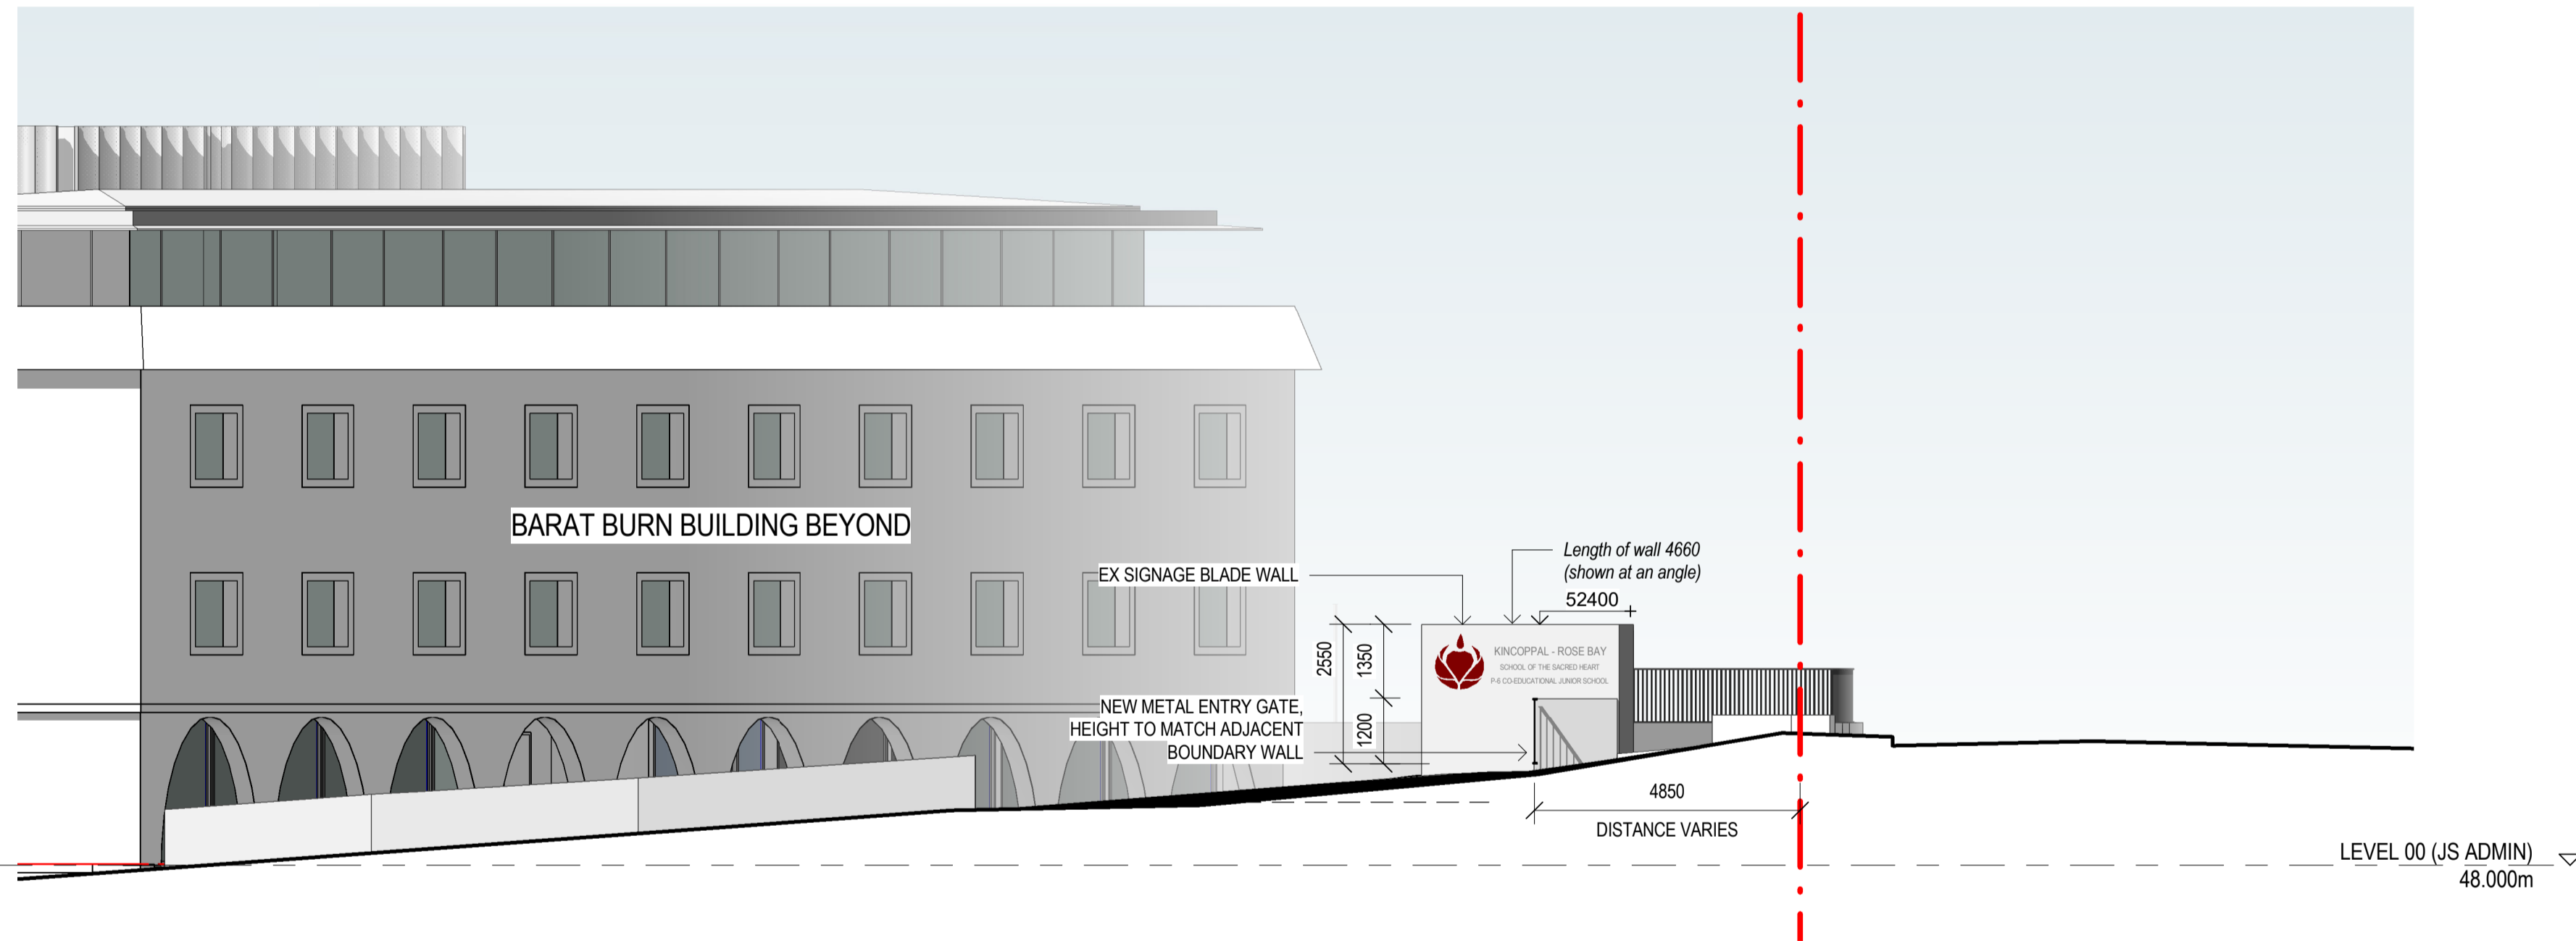 BARAT BURN BUILDING BEYOND
EX SIGNAGE BLADE WALL
Length of wall 4660
(shown at an angle)
52400
2550
1350
1200
KINCOPPAL - ROSE BAY
SCHOOL OF THE SACRED HEART
P-6 CO-EDUCATIONAL JUNIOR SCHOOL
NEW METAL ENTRY GATE,
HEIGHT TO MATCH ADJACENT
BOUNDARY WALL
4850
DISTANCE VARIES
LEVEL 00 (JS ADMIN)
48.000m